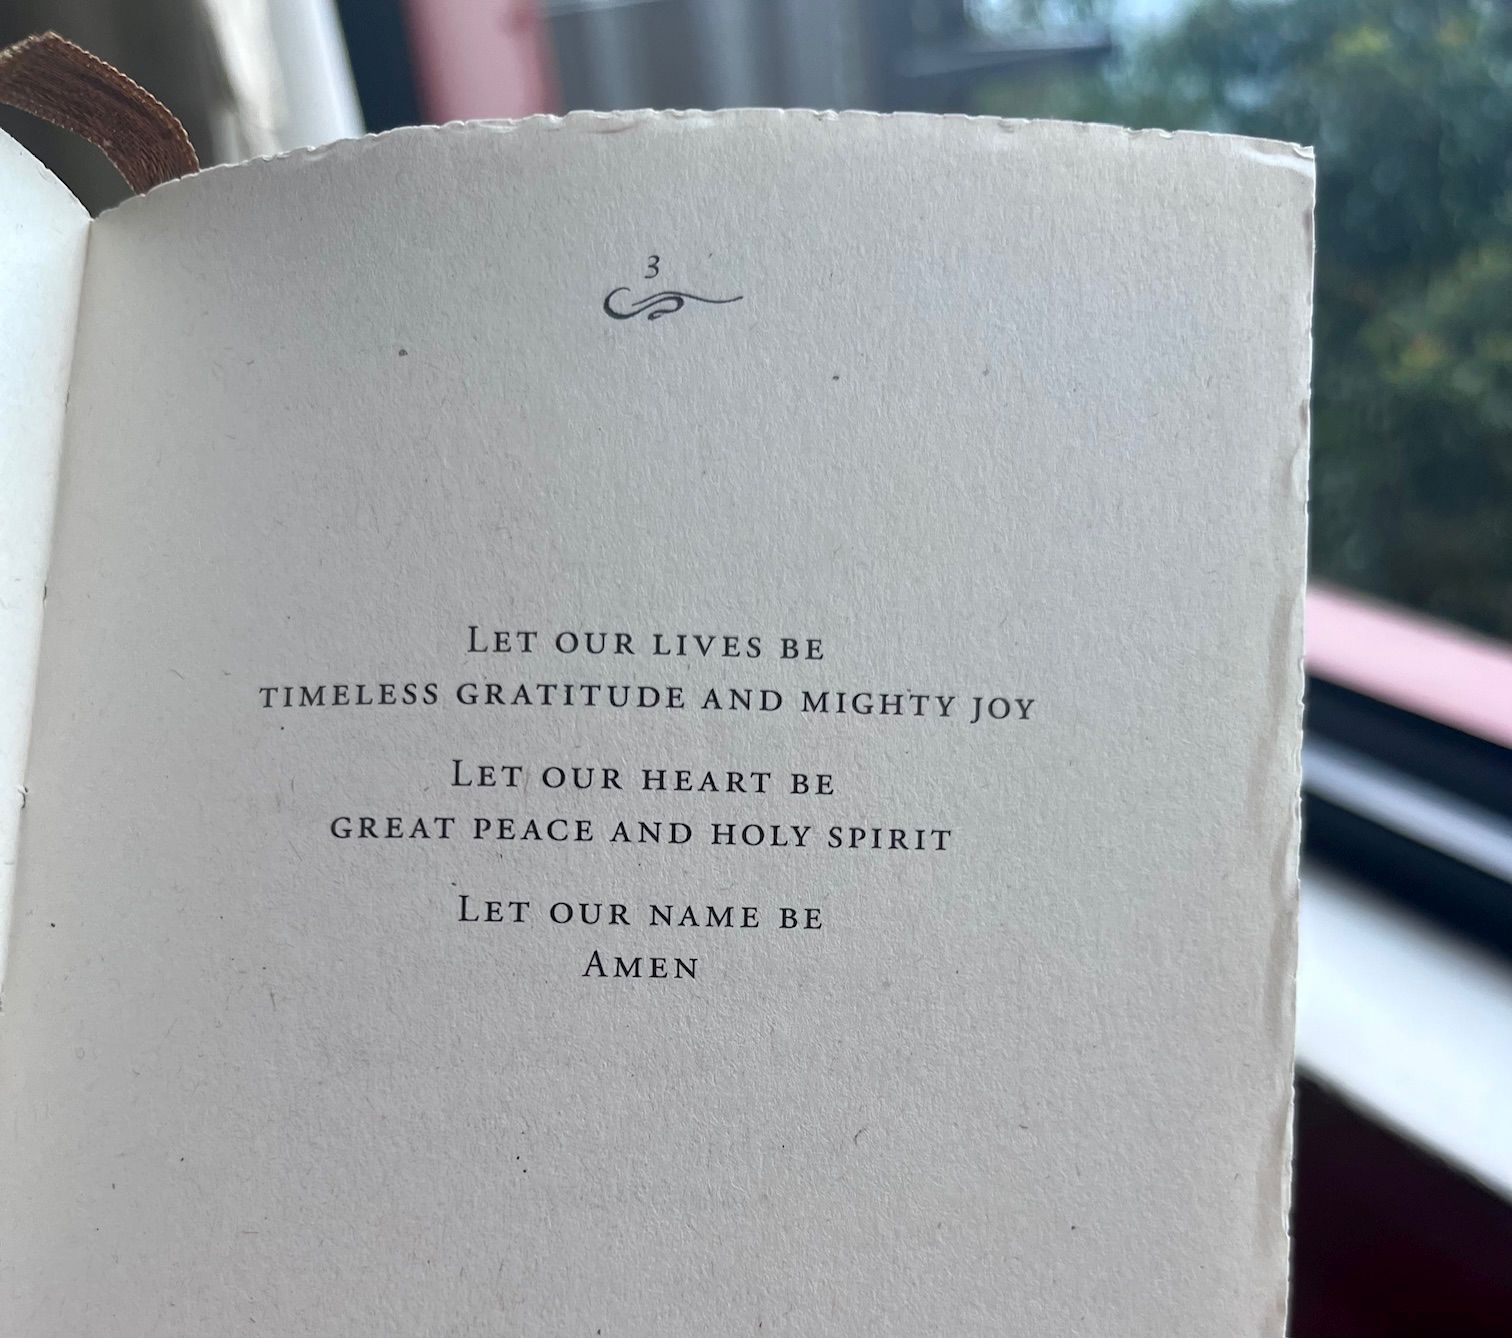 3
Let our lives be
timeless gratitude and mighty joy
Let our heart be
great peace and holy spirit
Let our name be
Amen